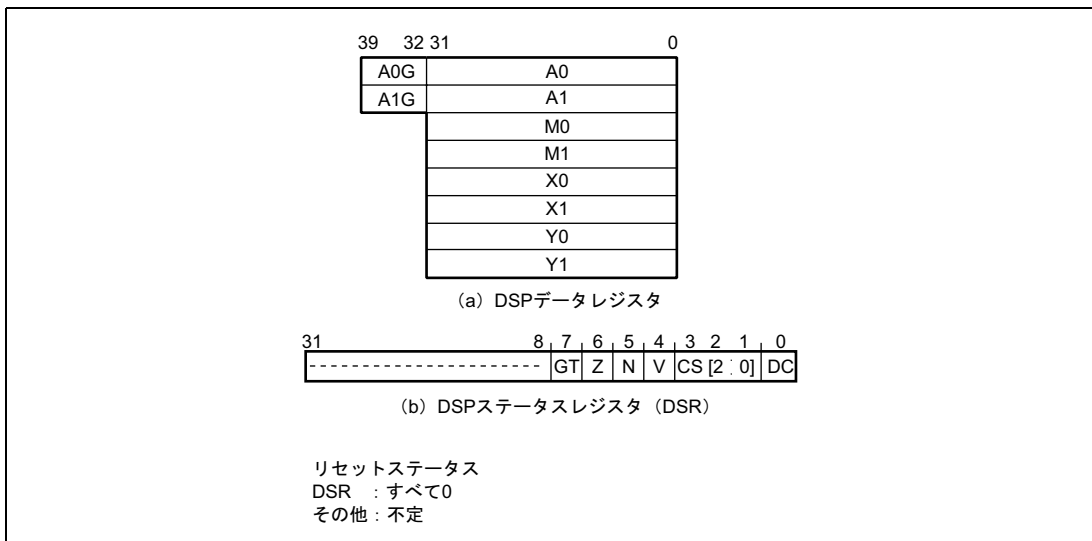 39 32 31 0
A0G A0
A1G A1
M0
M1
X0
X1
Y0
Y1
(a) DSPデータレジスタ
31 8 7 6 5 4 3 2 1 0
GT Z N V CS [2 : 0] DC
(b) DSPステータスレジスタ（DSR）
リセットステータス
DSR ：すべて0
その他：不定